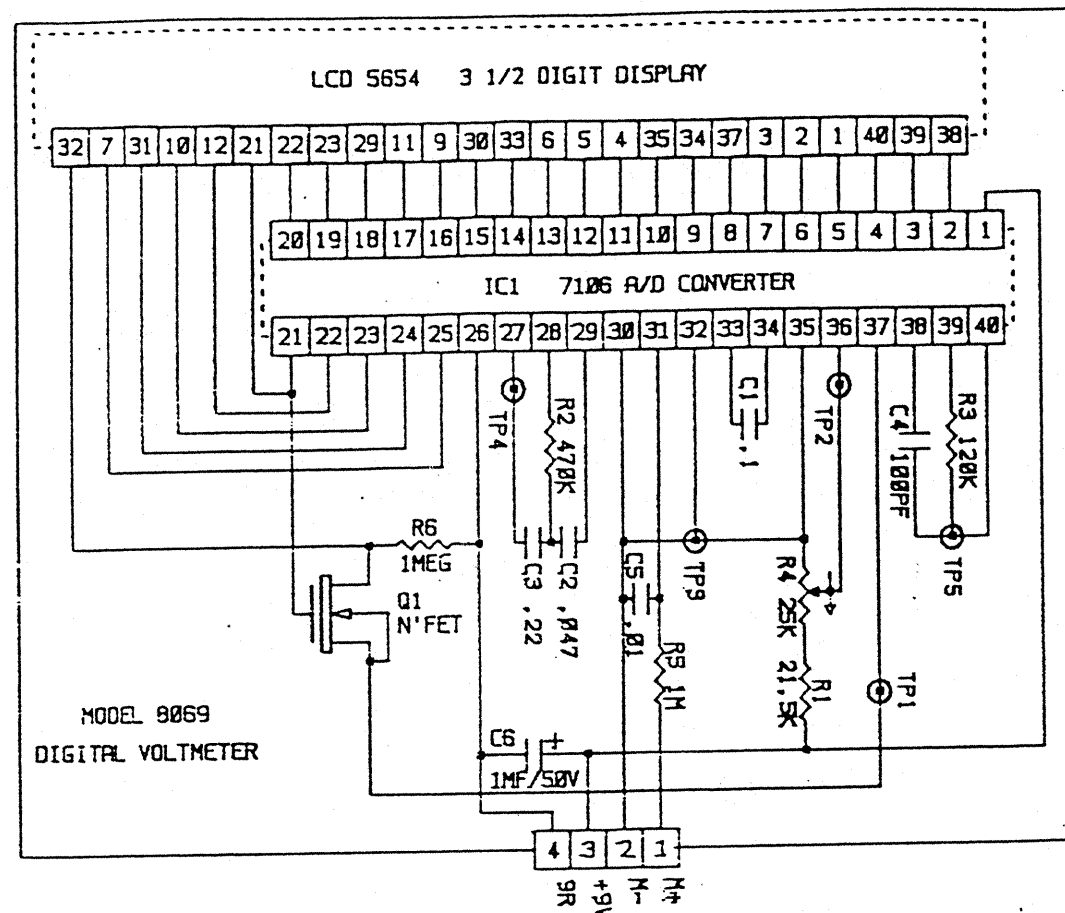 LCD 5654 3 1/2 DIGIT DISPLAY
32 7 31 10 12 21 22 23 29 11 9 30 33 6 5 4 35 34 37 3 2 1 40 39 38
20 19 18 17 16 15 14 13 12 11 10 9 8 7 6 5 4 3 2 1
IC1 7106 A/D CONVERTER
21 22 23 24 25 26 27 28 29 30 31 32 33 34 35 36 37 38 39 40
TP4
R2 470K
C1 .1
TP2
C4 100PF
R3 120K
R6
1MEG
C3 .22
C2 .047
C5 .01
TP9
R4 25K
TP5
Q1
N'FET
R5 1M
R1
21.5K
TP1
MODEL 8069
DIGITAL VOLTMETER
C6
+
1MF/50V
4 3 2 1
9R
+9V
M-
M+